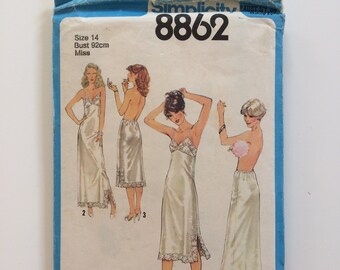 Simplicity
8862
Size 14
Bust 92cm
Miss
2
3